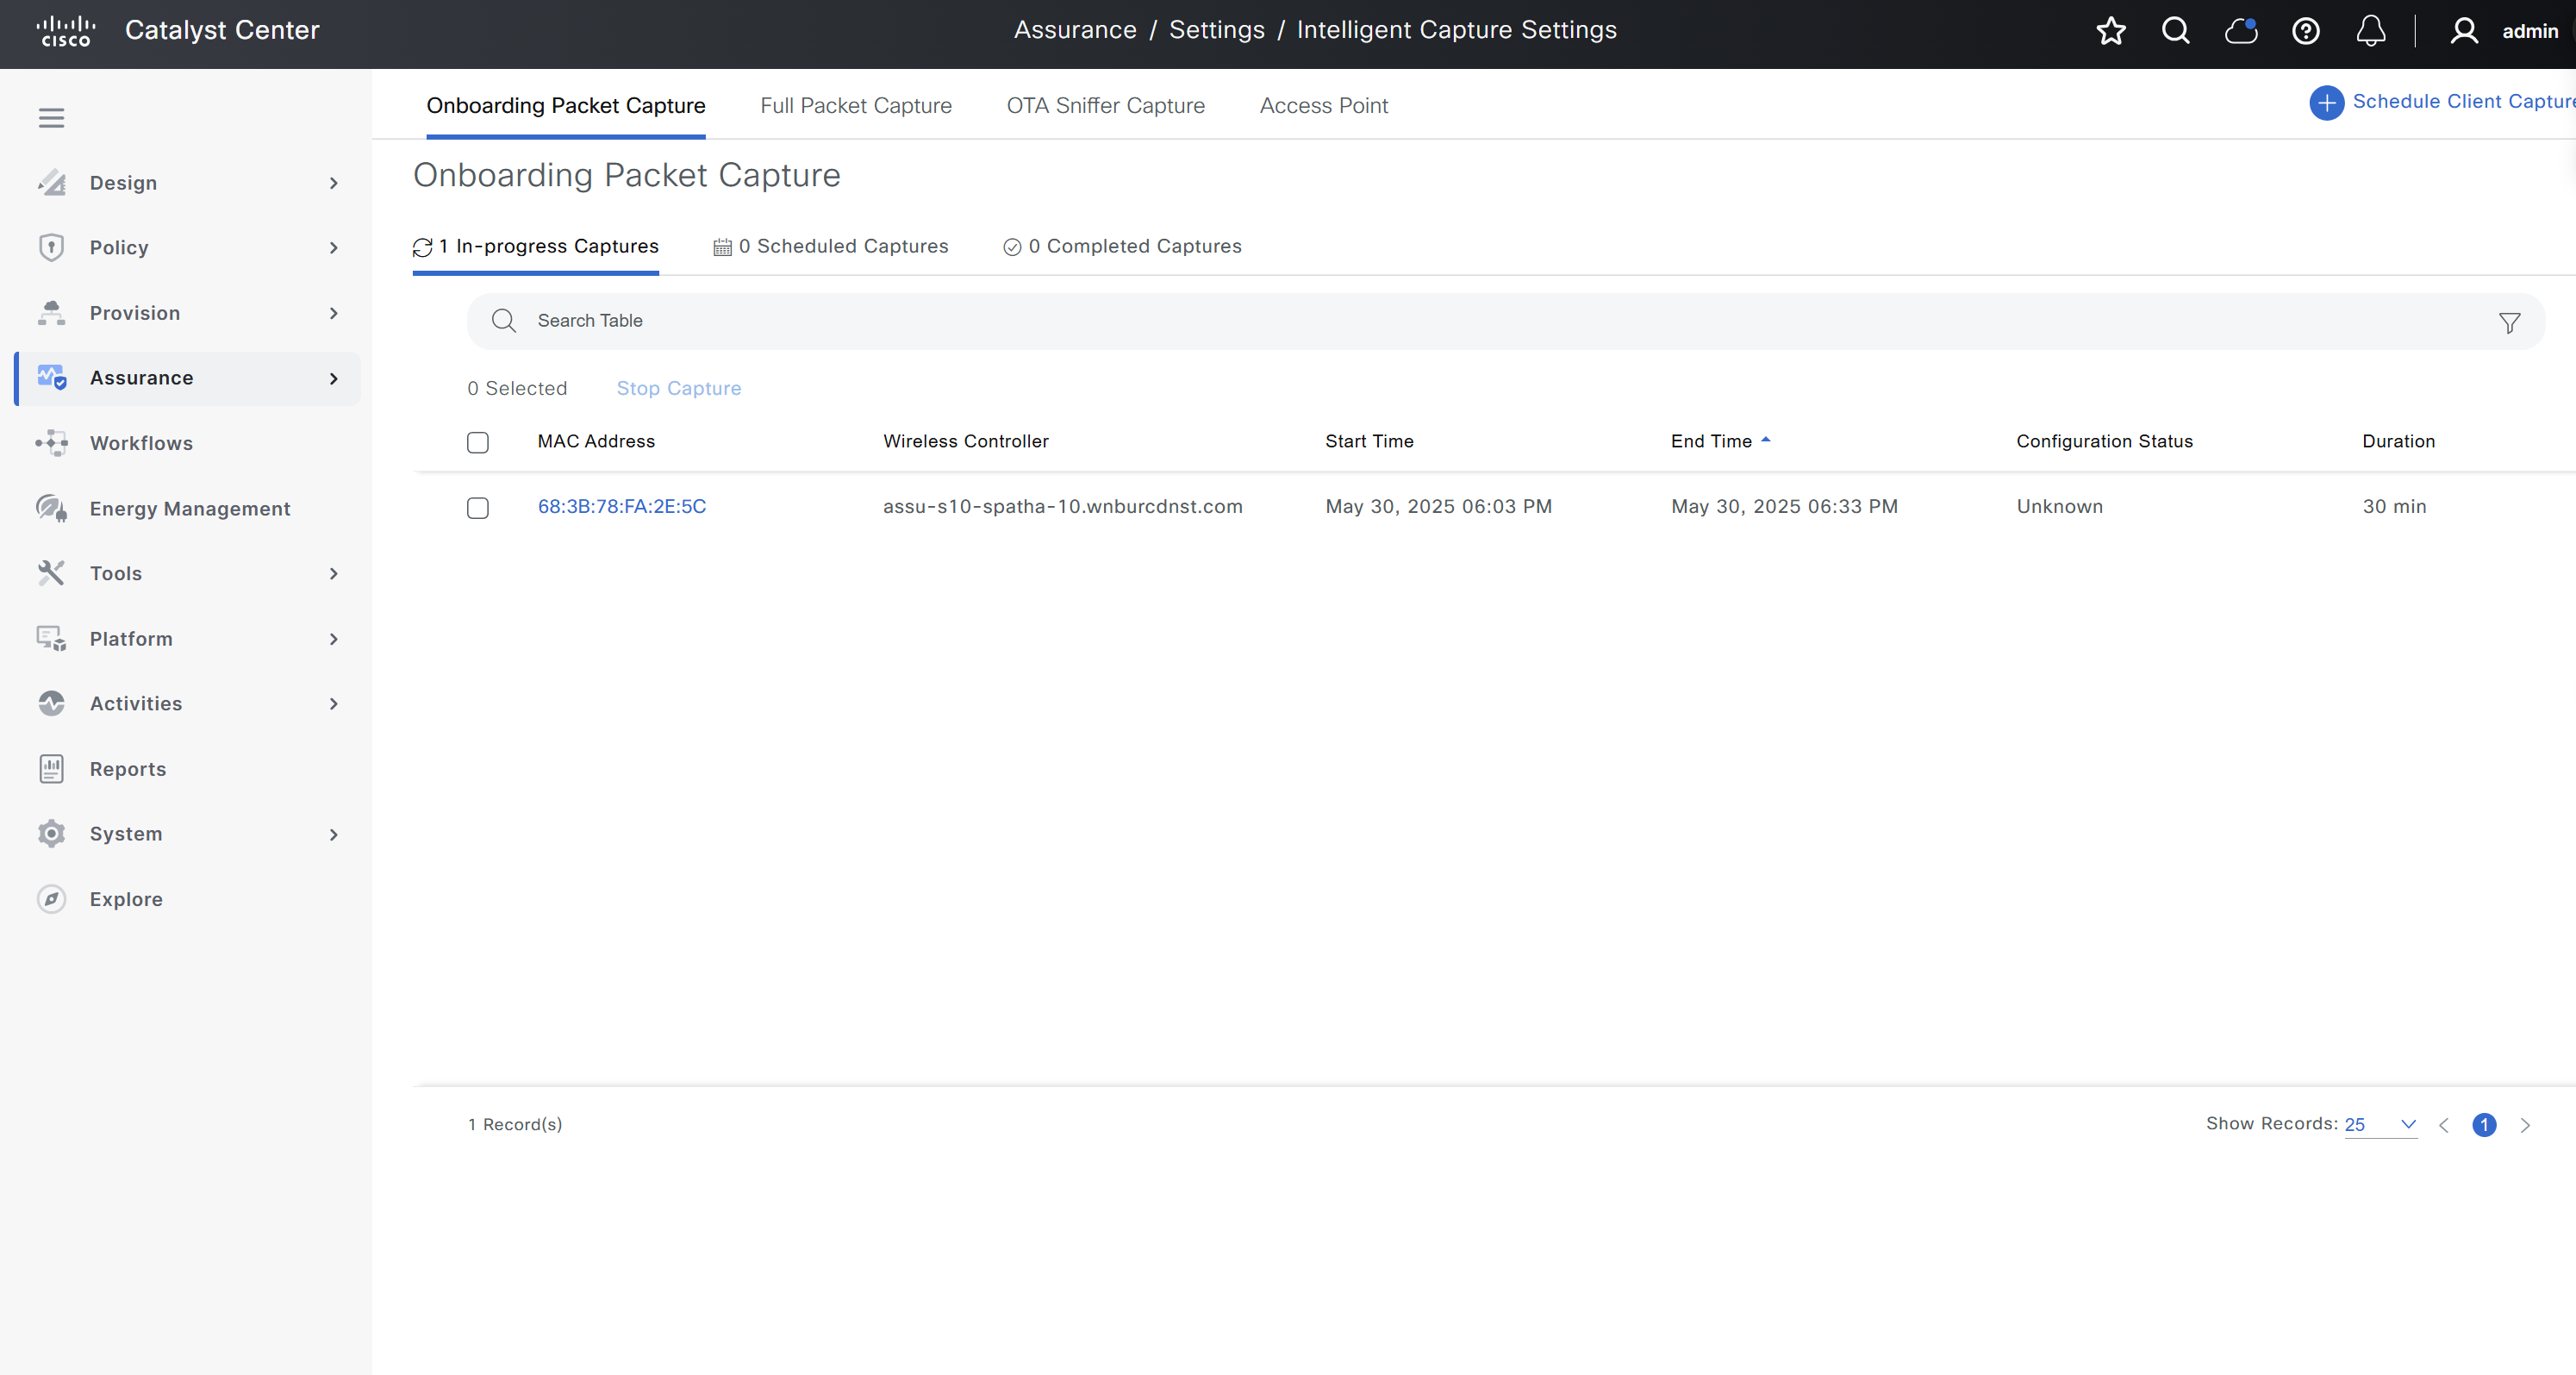 cisco
Catalyst Center
Assurance / Settings / Intelligent Capture Settings
admin
Onboarding Packet Capture
Full Packet Capture
OTA Sniffer Capture
Access Point
Schedule Client Capture
Design
Policy
Provision
Assurance
Workflows
Energy Management
Tools
Platform
Activities
Reports
System
Explore
Onboarding Packet Capture
1 In-progress Captures
0 Scheduled Captures
0 Completed Captures
Search Table
0 Selected
Stop Capture
MAC Address
Wireless Controller
Start Time
End Time
Configuration Status
Duration
68:3B:78:FA:2E:5C
assu-s10-spatha-10.wnburcdnst.com
May 30, 2025 06:03 PM
May 30, 2025 06:33 PM
Unknown
30 min
1 Record(s)
Show Records: 25
1